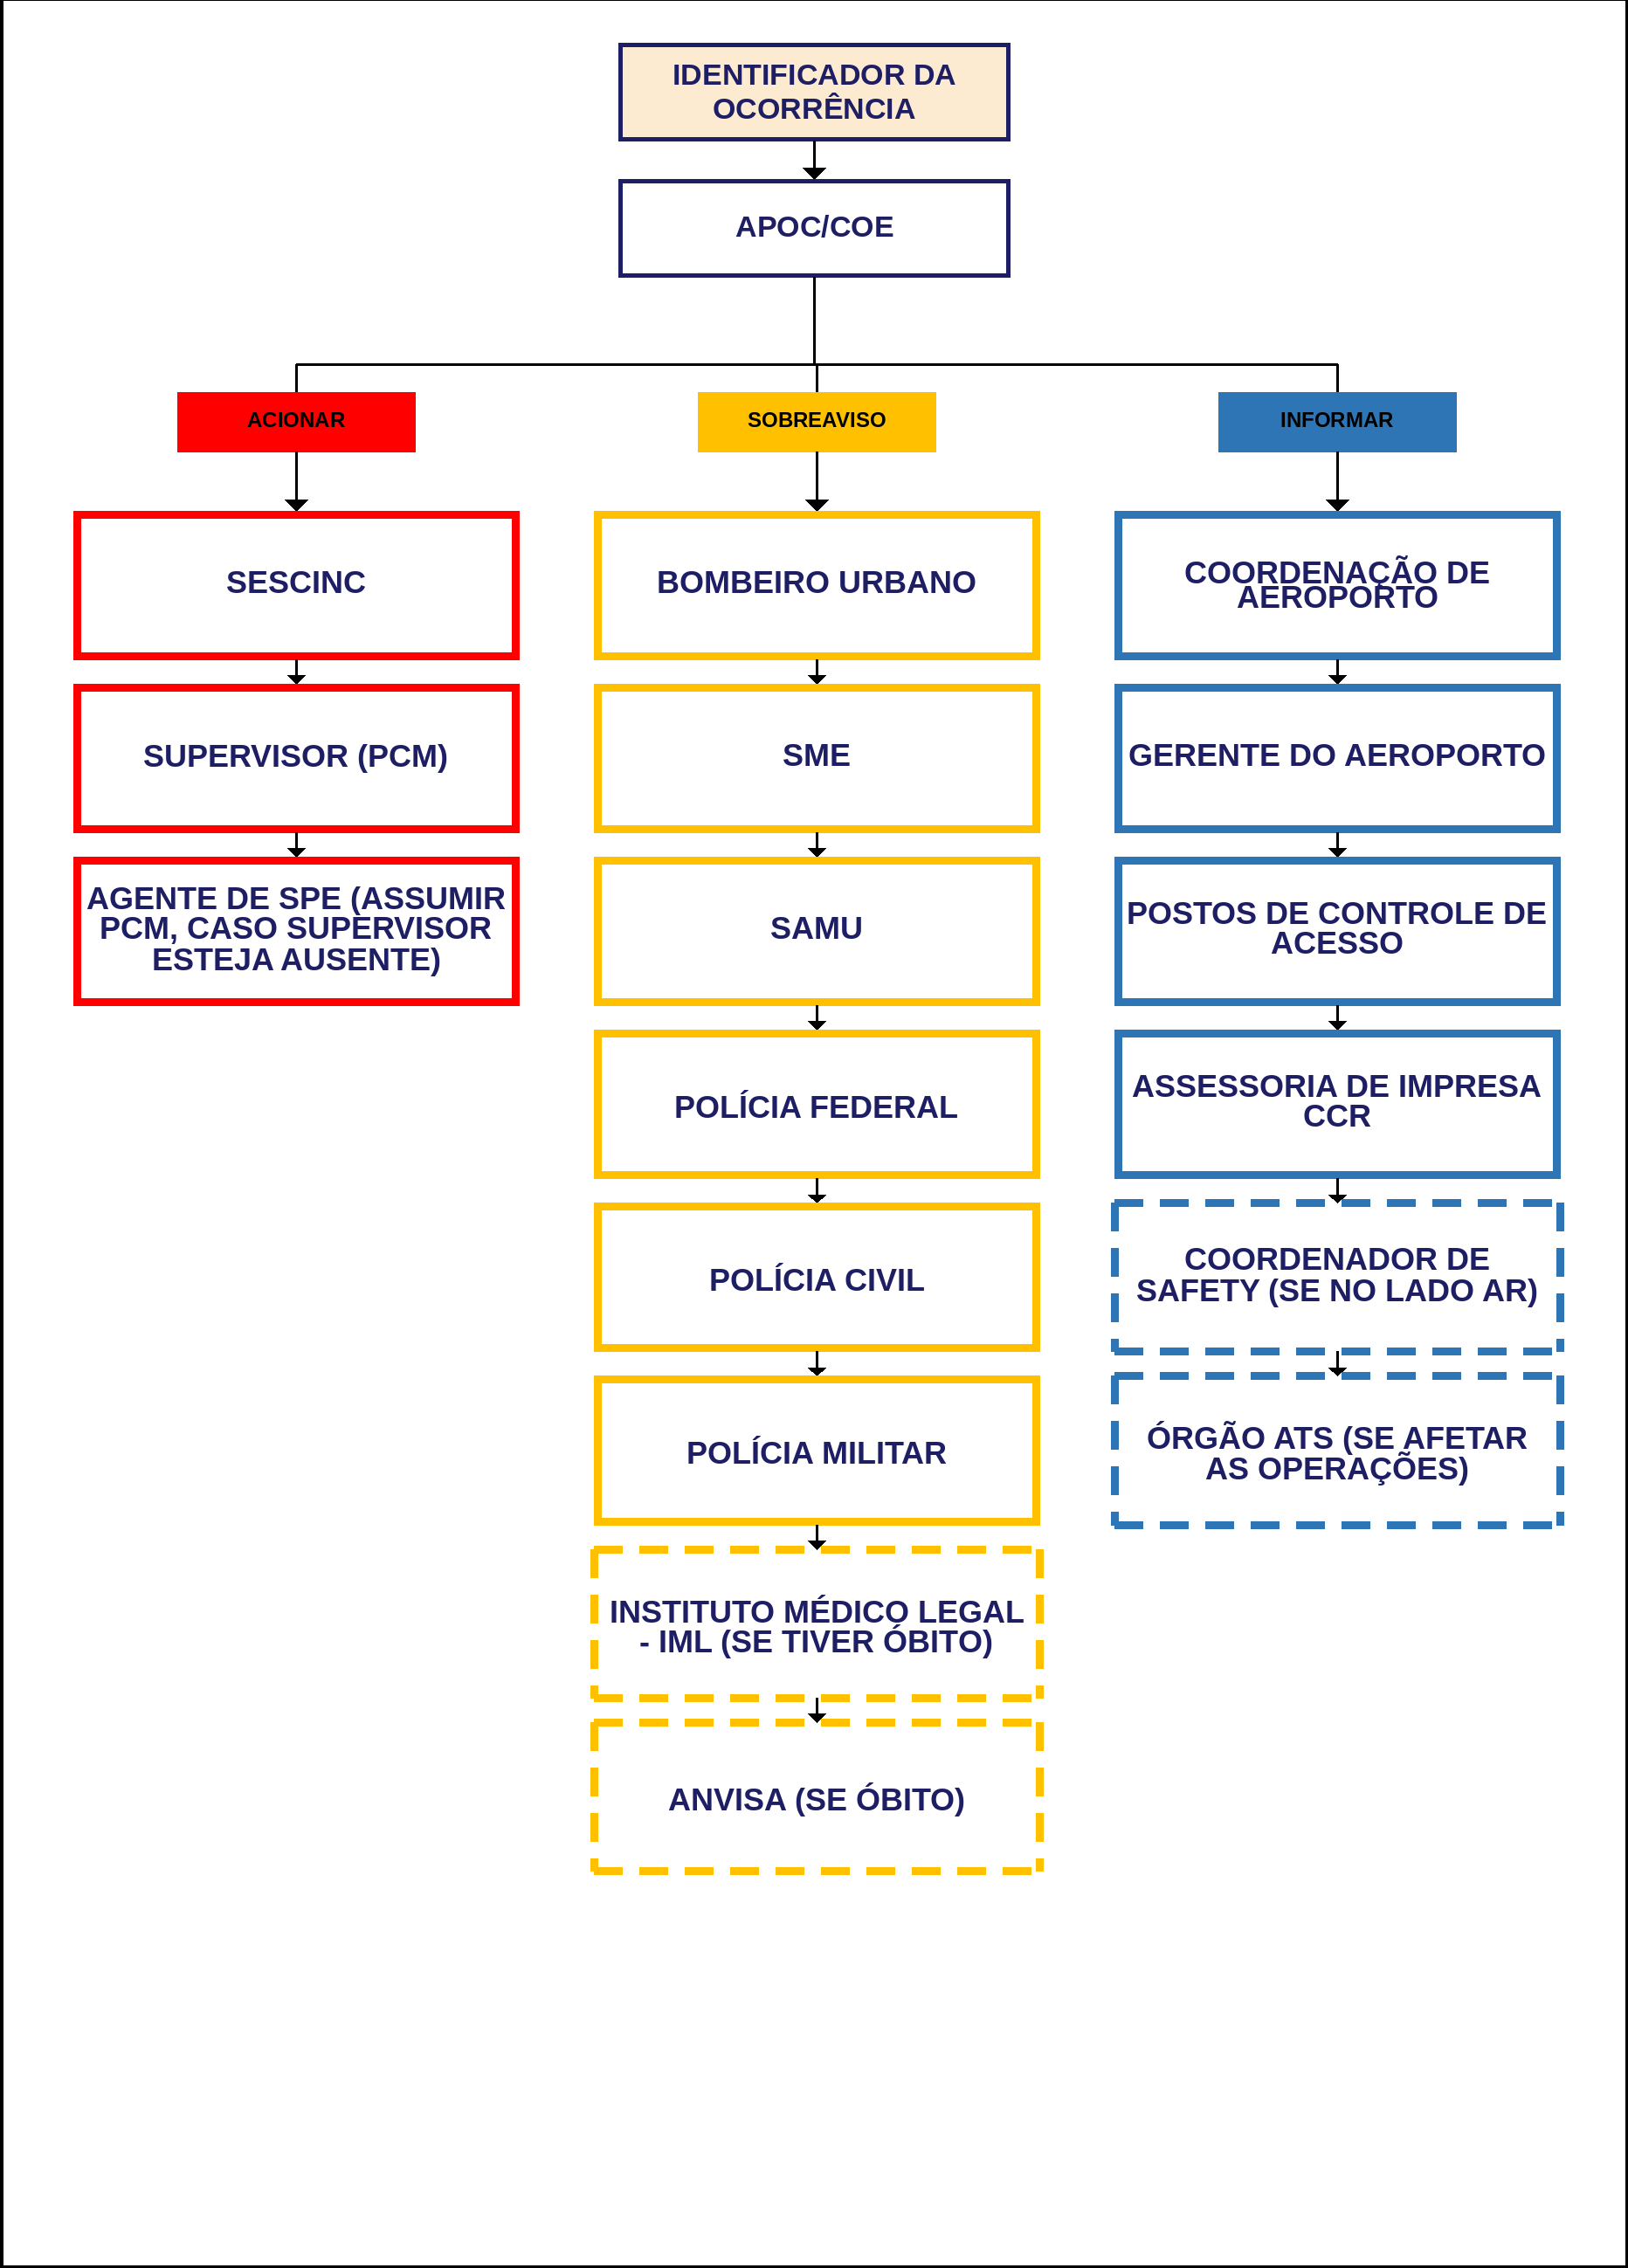 IDENTIFICADOR DA
OCORRÊNCIA
APOC/COE
ACIONAR
SOBREAVISO
INFORMAR
SESCINC
SUPERVISOR (PCM)
AGENTE DE SPE (ASSUMIR
PCM, CASO SUPERVISOR
ESTEJA AUSENTE)
BOMBEIRO URBANO
SME
SAMU
POLÍCIA FEDERAL
POLÍCIA CIVIL
POLÍCIA MILITAR
INSTITUTO MÉDICO LEGAL
- IML (SE TIVER ÓBITO)
ANVISA (SE ÓBITO)
COORDENAÇÃO DE
AEROPORTO
GERENTE DO AEROPORTO
POSTOS DE CONTROLE DE
ACESSO
ASSESSORIA DE IMPRESA
CCR
COORDENADOR DE
SAFETY (SE NO LADO AR)
ÓRGÃO ATS (SE AFETAR
AS OPERAÇÕES)